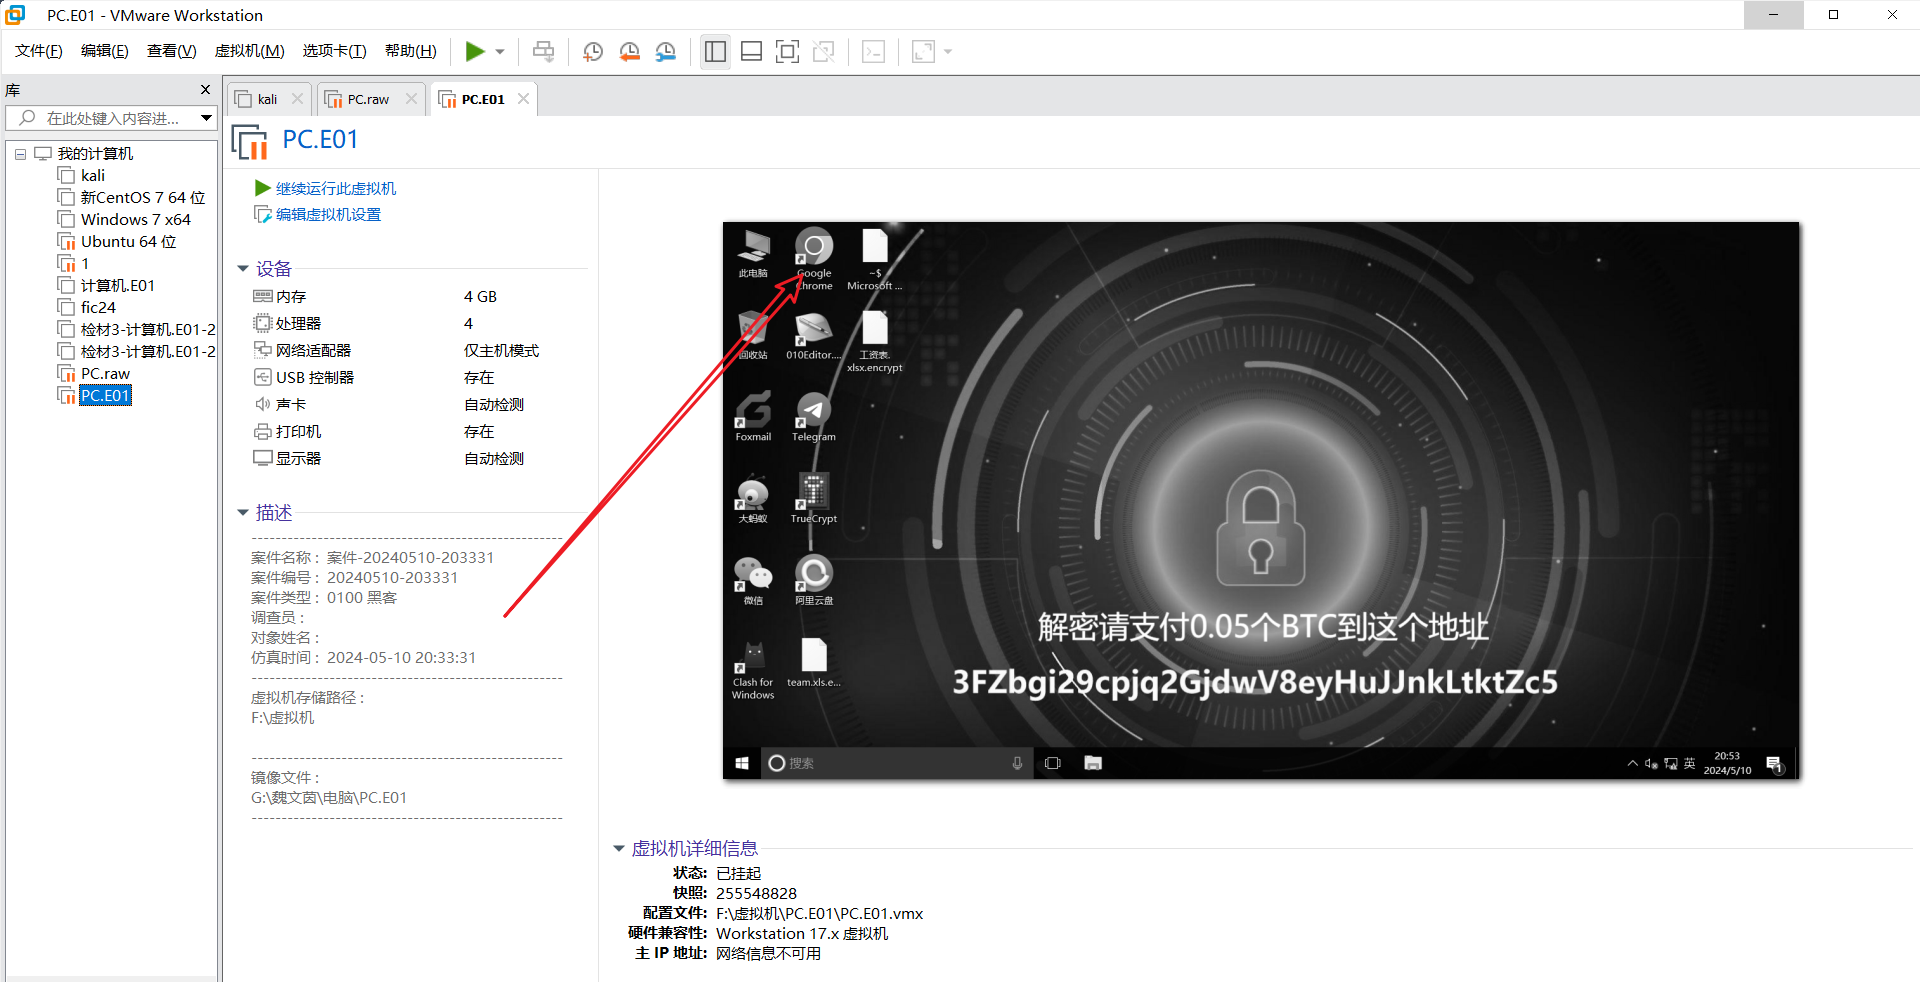 PC.E01 - VMware Workstation
文件(F) 编辑(E) 查看(V) 虚拟机(M) 选项卡(T) 帮助(H)
库
在此处键入内容进...
我的计算机
kali
新CentOS 7 64 位
Windows 7 x64
Ubuntu 64 位
1
计算机.E01
fic24
检材3-计算机.E01-2
检材3-计算机.E01-2
PC.raw
PC.E01
kali
PC.raw
PC.E01
PC.E01
继续运行此虚拟机
编辑虚拟机设置
设备
内存 4 GB
处理器 4
网络适配器 仅主机模式
USB 控制器 存在
声卡 自动检测
打印机 存在
显示器 自动检测
描述
----------------------------------------------------
案件名称：案件-20240510-203331
案件编号：20240510-203331
案件类型：0100 黑客
调查员：
对象姓名：
仿真时间：2024-05-10 20:33:31
----------------------------------------------------
虚拟机存储路径：
F:\虚拟机
----------------------------------------------------
镜像文件：
G:\魏文茵\电脑\PC.E01
----------------------------------------------------
此电脑
Google Chrome
~$ Microsoft ...
回收站
010Editor....
工资表.xlsx.encrypt
Foxmail
Telegram
大蚂蚁
TrueCrypt
微信
阿里云盘
Clash for Windows
team.xls.e...
解密请支付0.05个BTC到这个地址
3FZbgi29cpjq2GjdwV8eyHuJJnkLtktZc5
搜索
英
20:53
2024/5/10
1
虚拟机详细信息
状态: 已挂起
快照: 255548828
配置文件: F:\虚拟机\PC.E01\PC.E01.vmx
硬件兼容性: Workstation 17.x 虚拟机
主 IP 地址: 网络信息不可用